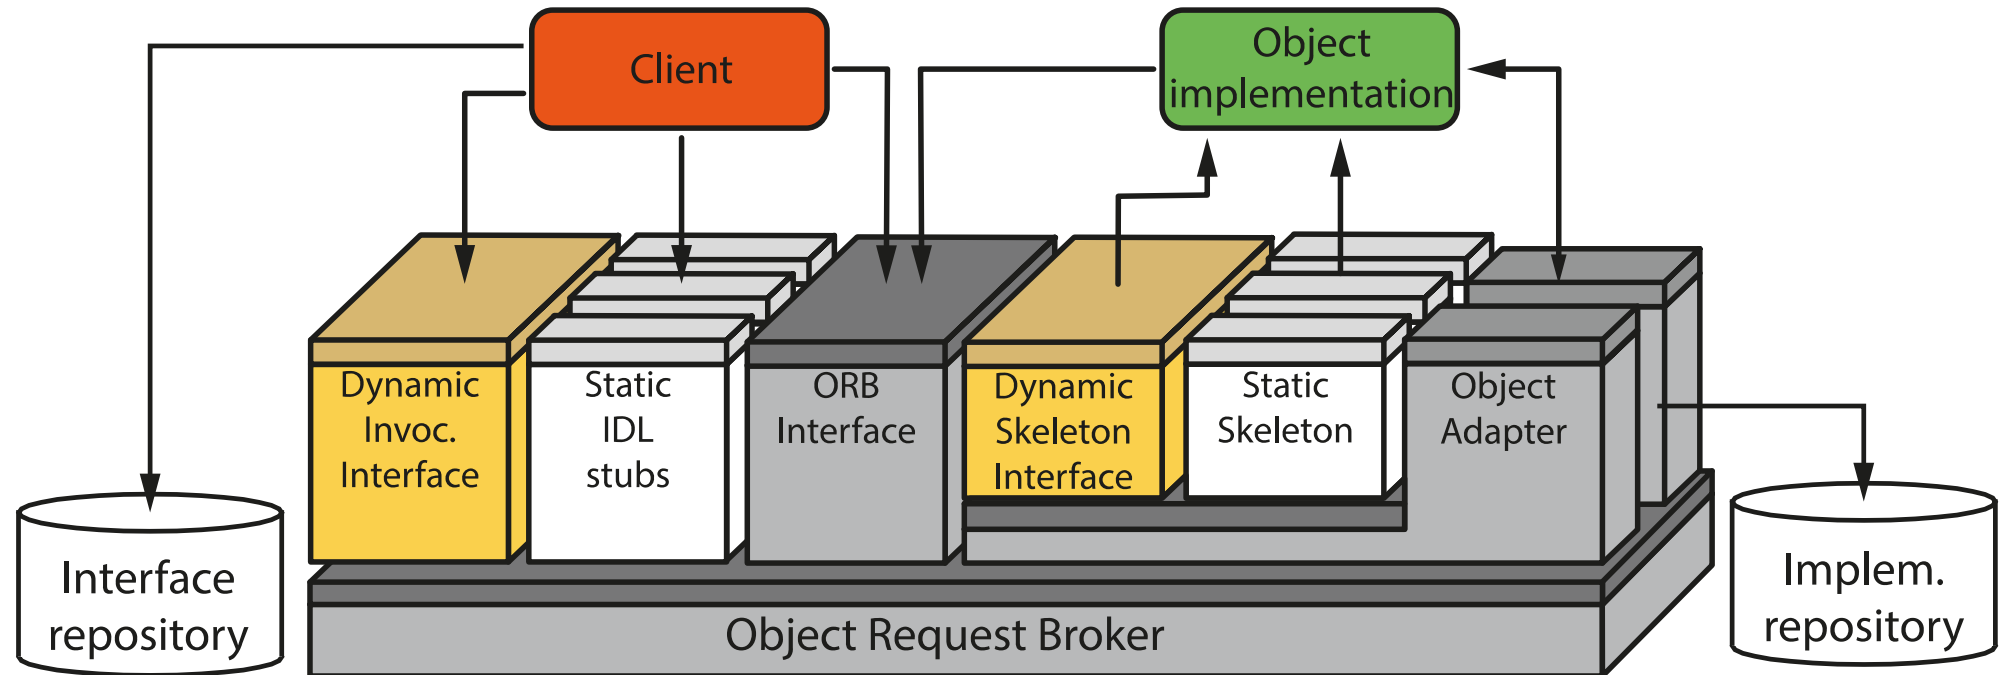 Client
Object
implementation
Dynamic
Invoc.
Interface
Static
IDL
stubs
ORB
Interface
Dynamic
Skeleton
Interface
Static
Skeleton
Object
Adapter
Interface
repository
Implem.
repository
Object Request Broker